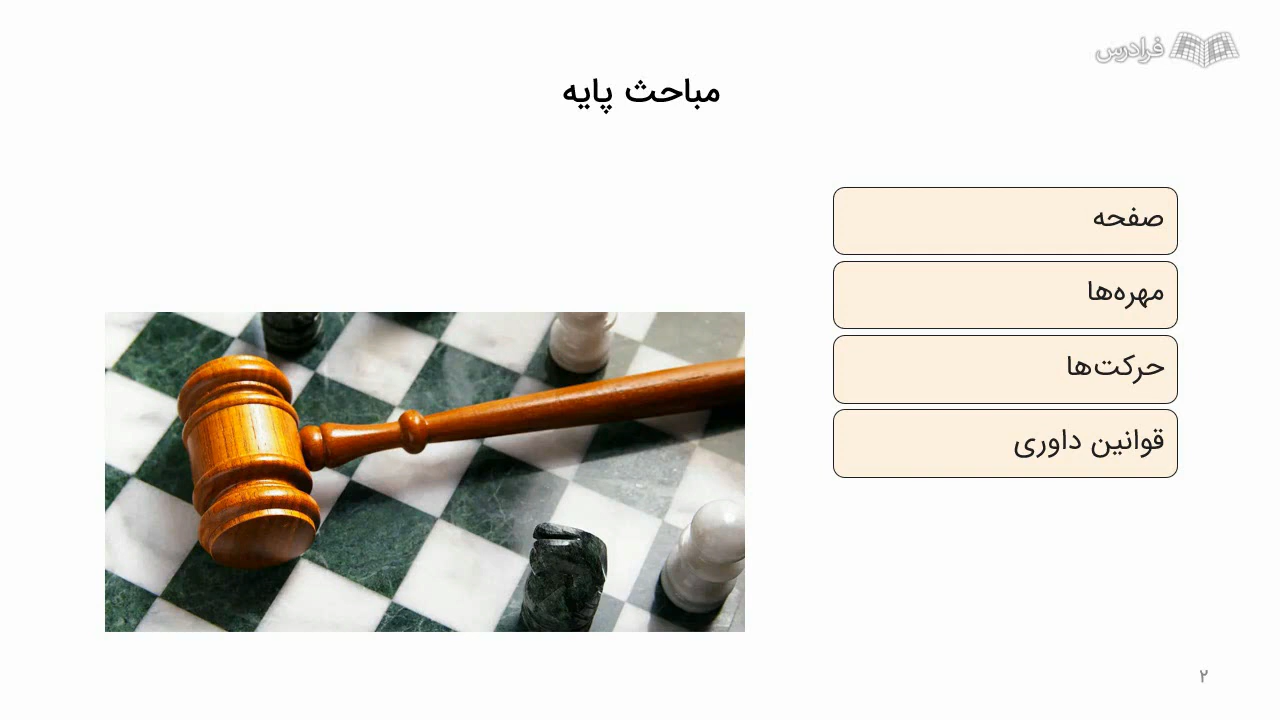 فرادرس
مباحث پایه
صفحه
مهره‌ها
حرکت‌ها
قوانین داوری
۲